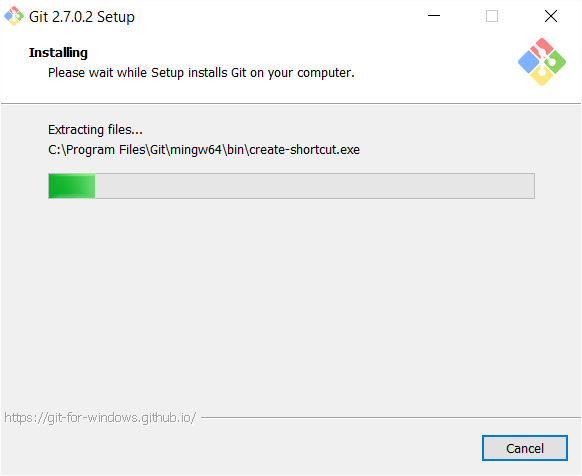 Git 2.7.0.2 Setup
Installing
Please wait while Setup installs Git on your computer.
Extracting files...
C:\Program Files\Git\mingw64\bin\create-shortcut.exe
https://git-for-windows.github.io/
Cancel